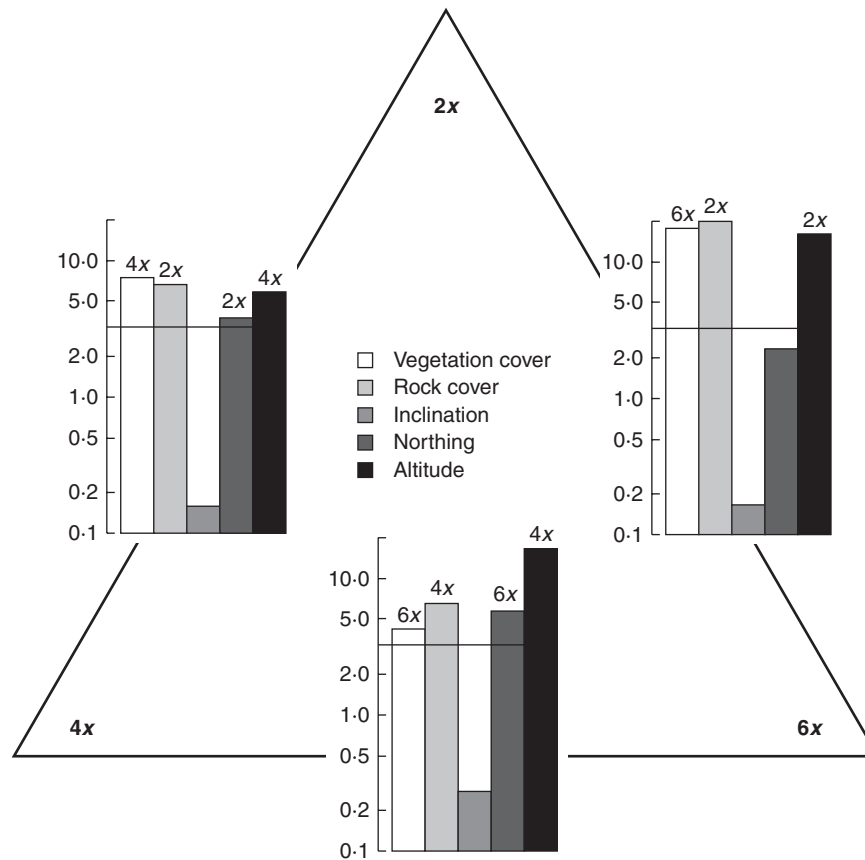 2x
4x 2x 2x 4x
10·0
5·0
2·0
1·0
0·5
0·2
0·1
6x 2x 2x
10·0
5·0
2·0
1·0
0·5
0·2
0·1
Vegetation cover
Rock cover
Inclination
Northing
Altitude
6x 4x 6x 4x
10·0
5·0
2·0
1·0
0·5
0·2
0·1
4x
6x